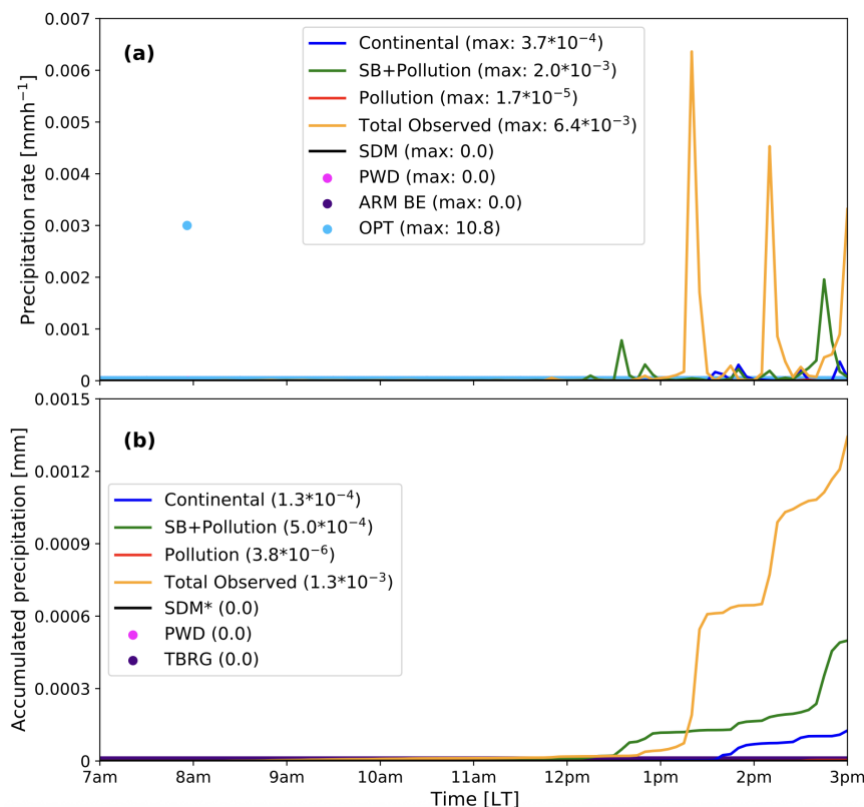 0.007
(a)
Continental (max: 3.7*10⁻⁴)
SB+Pollution (max: 2.0*10⁻³)
Pollution (max: 1.7*10⁻⁵)
Total Observed (max: 6.4*10⁻³)
SDM (max: 0.0)
PWD (max: 0.0)
ARM BE (max: 0.0)
OPT (max: 10.8)
0.006
0.005
0.004
0.003
0.002
0.001
0
Precipitation rate [mmh⁻¹]
0.0015
(b)
Continental (1.3*10⁻⁴)
SB+Pollution (5.0*10⁻⁴)
Pollution (3.8*10⁻⁶)
Total Observed (1.3*10⁻³)
SDM* (0.0)
PWD (0.0)
TBRG (0.0)
0.0012
0.0009
0.0006
0.0003
0
Accumulated precipitation [mm]
7am 8am 9am 10am 11am 12pm 1pm 2pm 3pm
Time [LT]